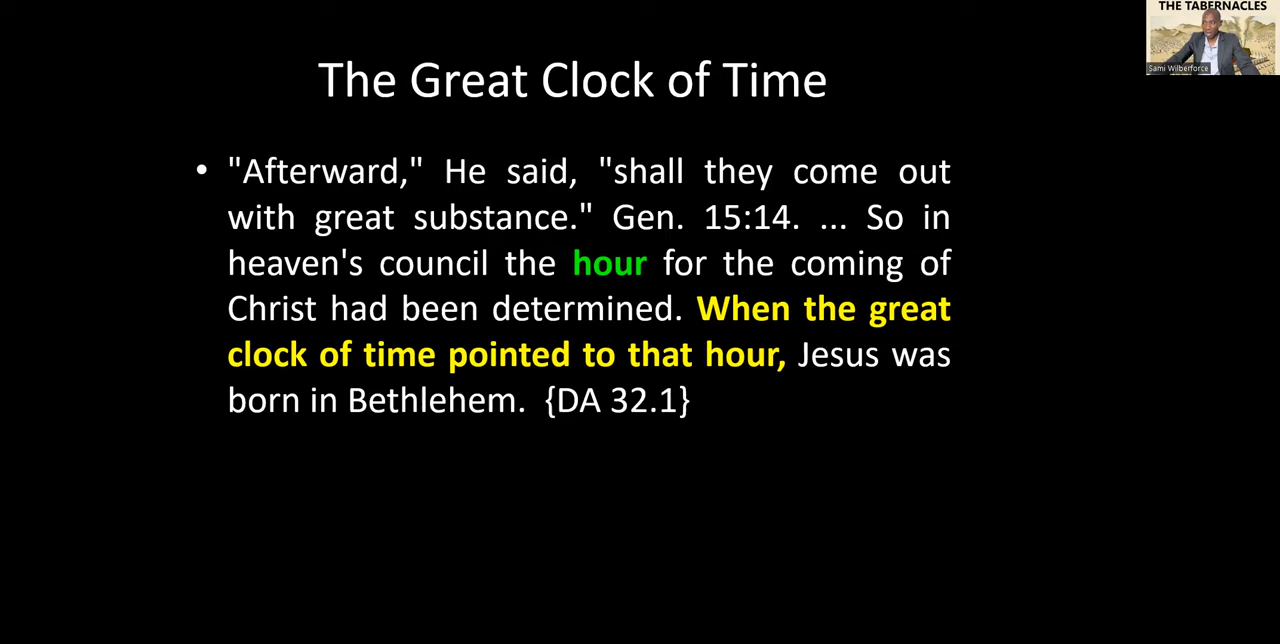 THE TABERNACLES
Sami Wilberforce
The Great Clock of Time
• "Afterward," He said, "shall they come out
with great substance." Gen. 15:14. ... So in
heaven's council the hour for the coming of
Christ had been determined. When the great
clock of time pointed to that hour, Jesus was
born in Bethlehem. {DA 32.1}